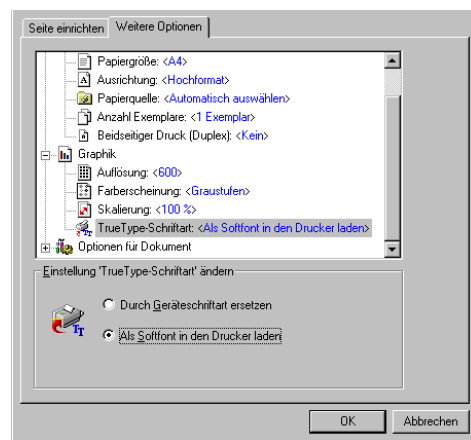 Seite einrichten Weitere Optionen
Papiergröße: <A4>
Ausrichtung: <Hochformat>
Papierquelle: <Automatisch auswählen>
Anzahl Exemplare: <1 Exemplar>
Beidseitiger Druck (Duplex): <Kein>
Graphik
Auflösung: <600>
Farberscheinung: <Graustufen>
Skalierung: <100 %>
TrueType-Schriftart: <Als Softfont in den Drucker laden>
Optionen für Dokument
Einstellung 'TrueType-Schriftart' ändern
Durch Geräteschriftart ersetzen
Als Softfont in den Drucker laden
OK Abbrechen